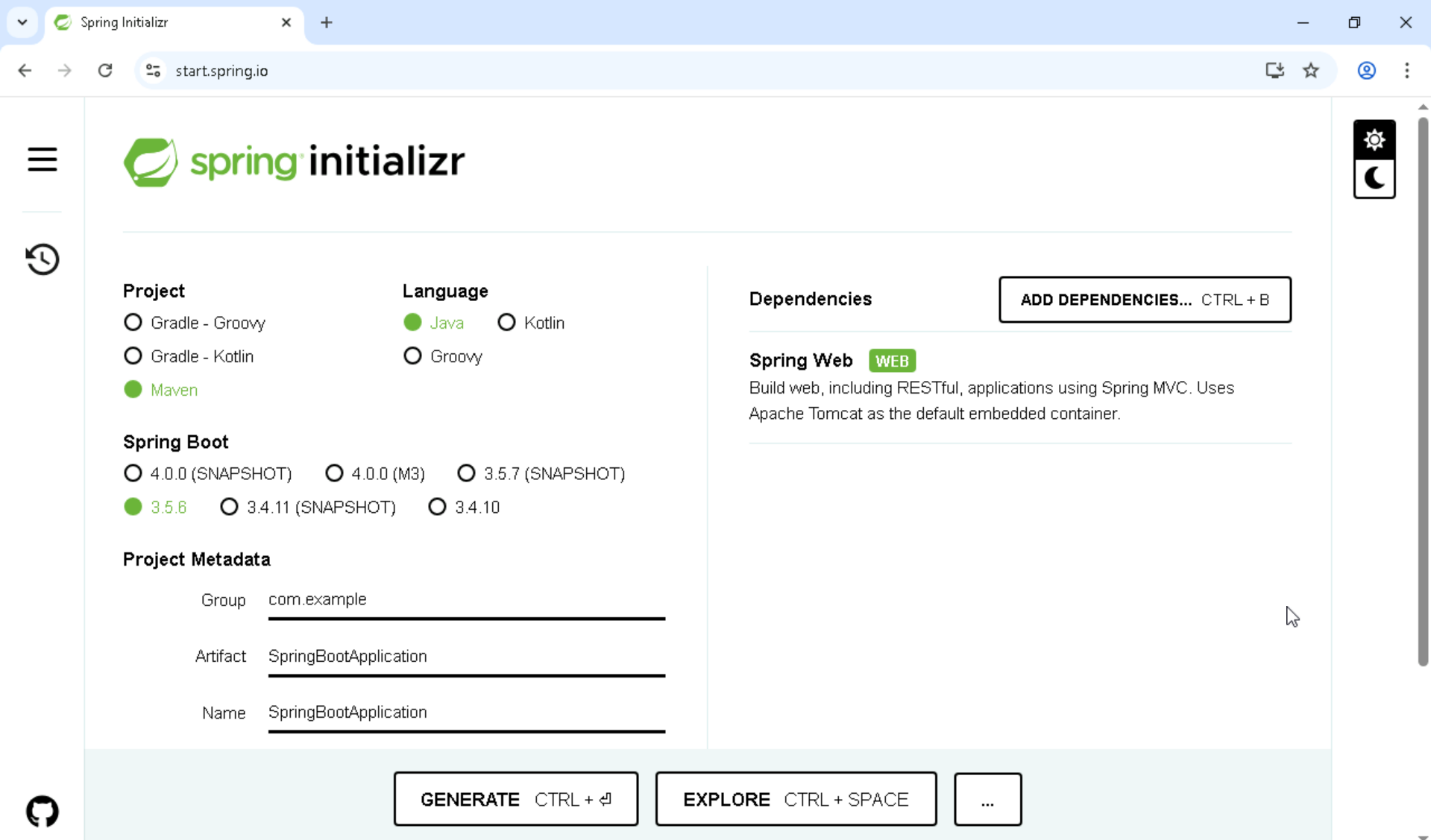 Spring Initializr
start.spring.io
spring initializr
Project
Gradle - Groovy
Gradle - Kotlin
Maven
Language
Java Kotlin
Groovy
Spring Boot
4.0.0 (SNAPSHOT) 4.0.0 (M3) 3.5.7 (SNAPSHOT)
3.5.6 3.4.11 (SNAPSHOT) 3.4.10
Project Metadata
Group com.example
Artifact SpringBootApplication
Name SpringBootApplication
Dependencies ADD DEPENDENCIES... CTRL + B
Spring Web WEB
Build web, including RESTful, applications using Spring MVC. Uses
Apache Tomcat as the default embedded container.
GENERATE CTRL + ⏎ EXPLORE CTRL + SPACE ...